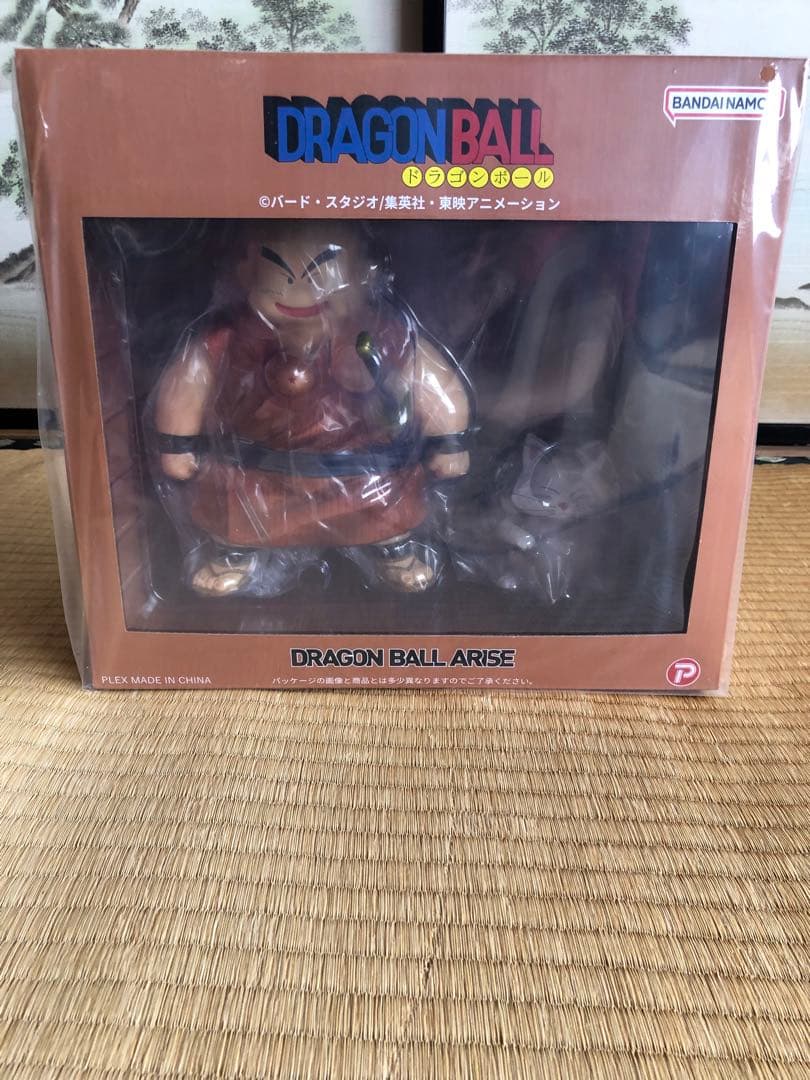 DRAGON BALL
ドラゴンボール
BANDAI NAMCO
©バード・スタジオ/集英社・東映アニメーション
DRAGON BALL ARISE
PLEX MADE IN CHINA
パッケージの画像と商品とは多少異なりますのでご了承ください。
P